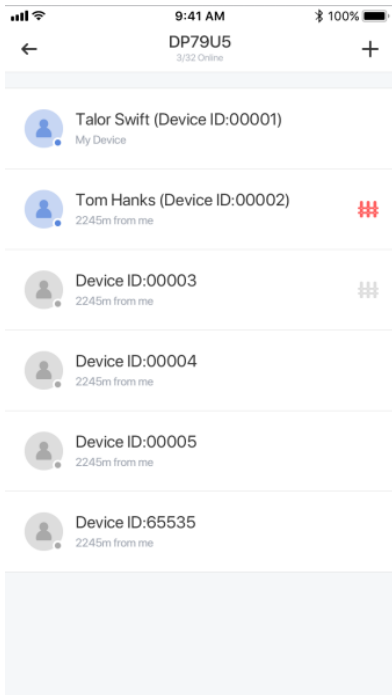 9:41 AM
100%
DP79U5
3/32 Online
Talor Swift (Device ID:00001)
My Device
Tom Hanks (Device ID:00002)
2245m from me
Device ID:00003
2245m from me
Device ID:00004
2245m from me
Device ID:00005
2245m from me
Device ID:65535
2245m from me